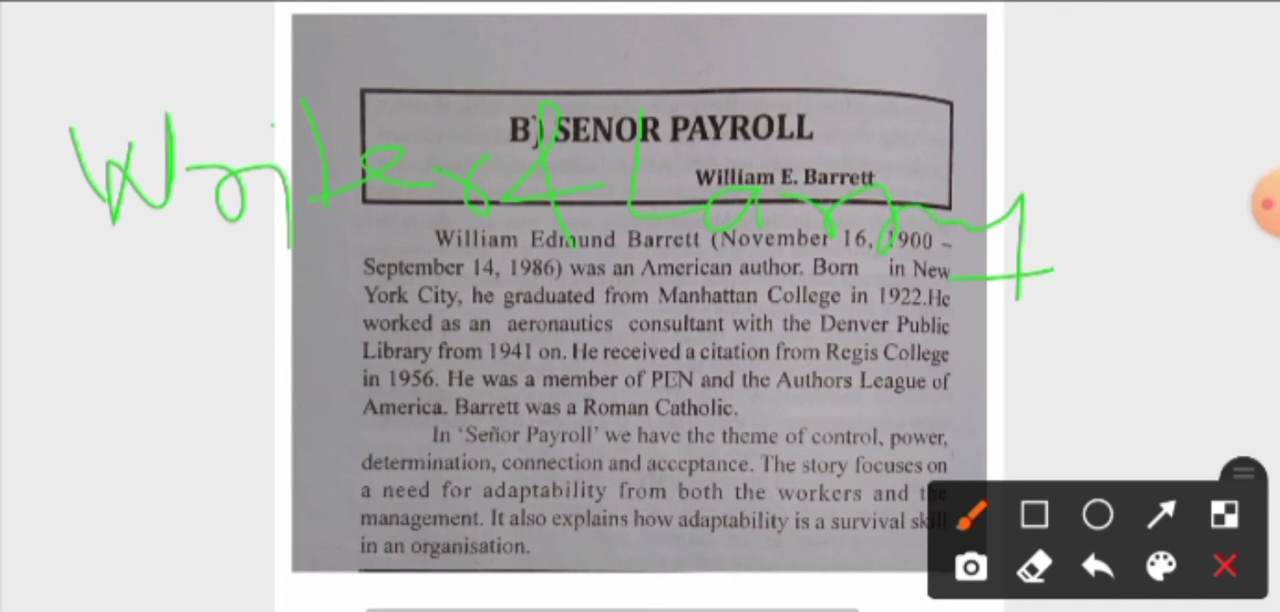 B) SENOR PAYROLL
Writer & Larry
William E. Barrett
William Edmund Barrett (November 16, 1900 –
September 14, 1986) was an American author. Born in New
York City, he graduated from Manhattan College in 1922.He
worked as an aeronautics consultant with the Denver Public
Library from 1941 on. He received a citation from Regis College
in 1956. He was a member of PEN and the Authors League of
America. Barrett was a Roman Catholic.
In ‘Señor Payroll’ we have the theme of control, power,
determination, connection and acceptance. The story focuses on
a need for adaptability from both the workers and the
management. It also explains how adaptability is a survival skill
in an organisation.